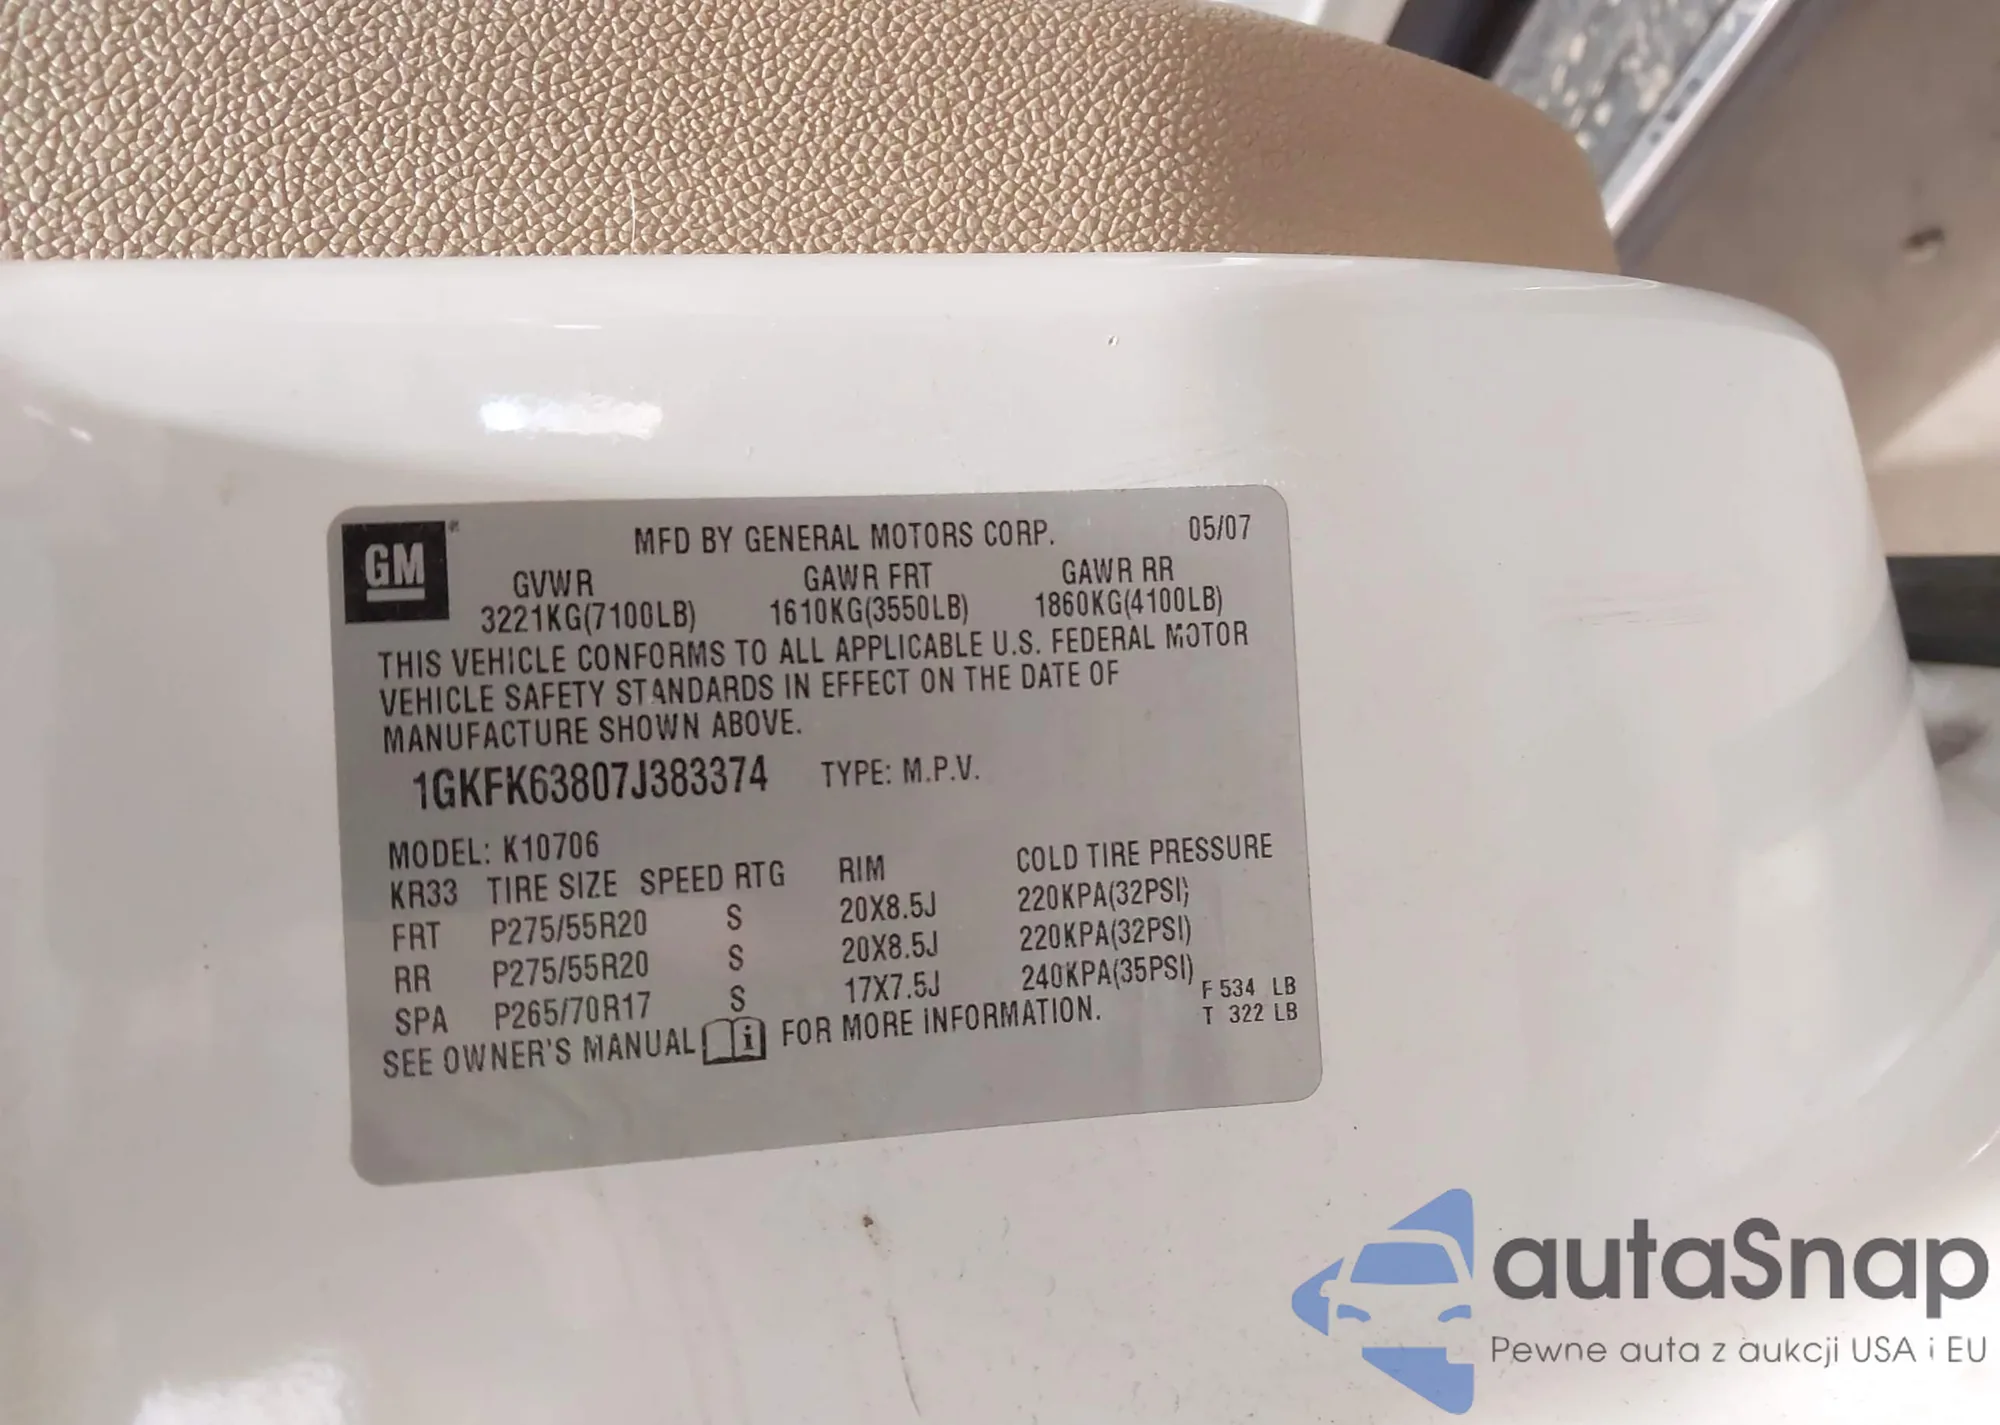 GM
MFD BY GENERAL MOTORS CORP. 05/07
GVWR GAWR FRT GAWR RR
3221KG(7100LB) 1610KG(3550LB) 1860KG(4100LB)
THIS VEHICLE CONFORMS TO ALL APPLICABLE U.S. FEDERAL MOTOR
VEHICLE SAFETY STANDARDS IN EFFECT ON THE DATE OF
MANUFACTURE SHOWN ABOVE.
1GKFK63807J383374 TYPE: M.P.V.
MODEL: K10706
KR33 TIRE SIZE SPEED RTG RIM COLD TIRE PRESSURE
FRT P275/55R20 S 20X8.5J 220KPA(32PSI)
RR P275/55R20 S 20X8.5J 220KPA(32PSI)
SPA P265/70R17 S 17X7.5J 240KPA(35PSI)
SEE OWNER'S MANUAL i FOR MORE INFORMATION.
F 534 LB
T 322 LB
autaSnap
Pewne auta z aukcji USA i EU